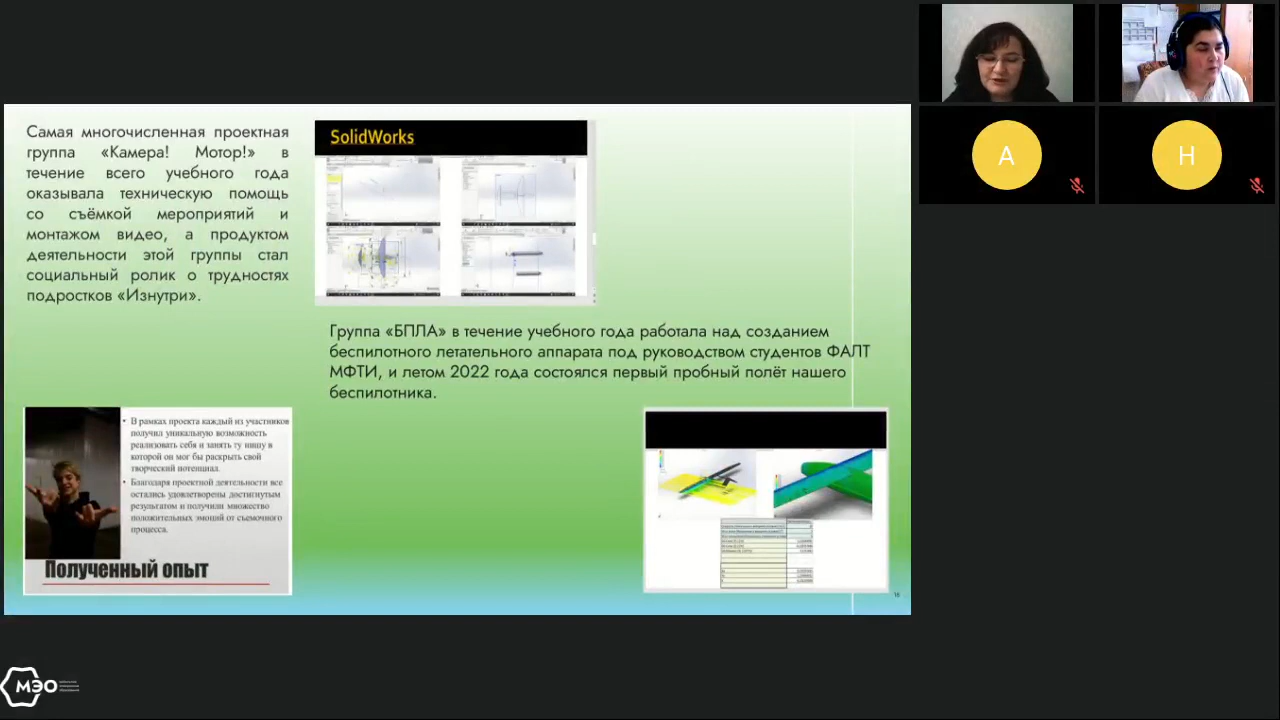 Самая многочисленная проектная
группа «Камера! Мотор!» в
течение всего учебного года
оказывала техническую помощь
со съёмкой мероприятий и
монтажом видео, а продуктом
деятельности этой группы стал
социальный ролик о трудностях
подростков «Изнутри».
SolidWorks
Группа «БПЛА» в течение учебного года работала над созданием
беспилотного летательного аппарата под руководством студентов ФАЛТ
МФТИ, и летом 2022 года состоялся первый пробный полёт нашего
беспилотника.
• В рамках проекта каждый из участников
получил уникальную возможность
реализовать себя и занять ту нишу в
которой он мог бы раскрыть свой
творческий потенциал.
• Благодаря проектной деятельности все
остались удовлетворены достигнутым
результатом и получили множество
положительных эмоций от съемочного
процесса.
Полученный опыт
А
Н
МЭО